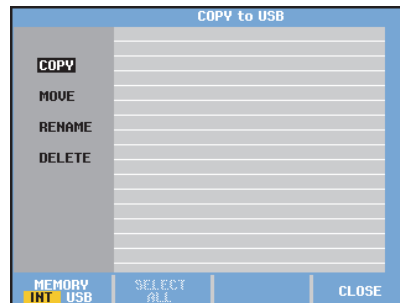 COPY to USB
COPY
MOVE
RENAME
DELETE
MEMORY
INT USB
SELECT
ALL
CLOSE